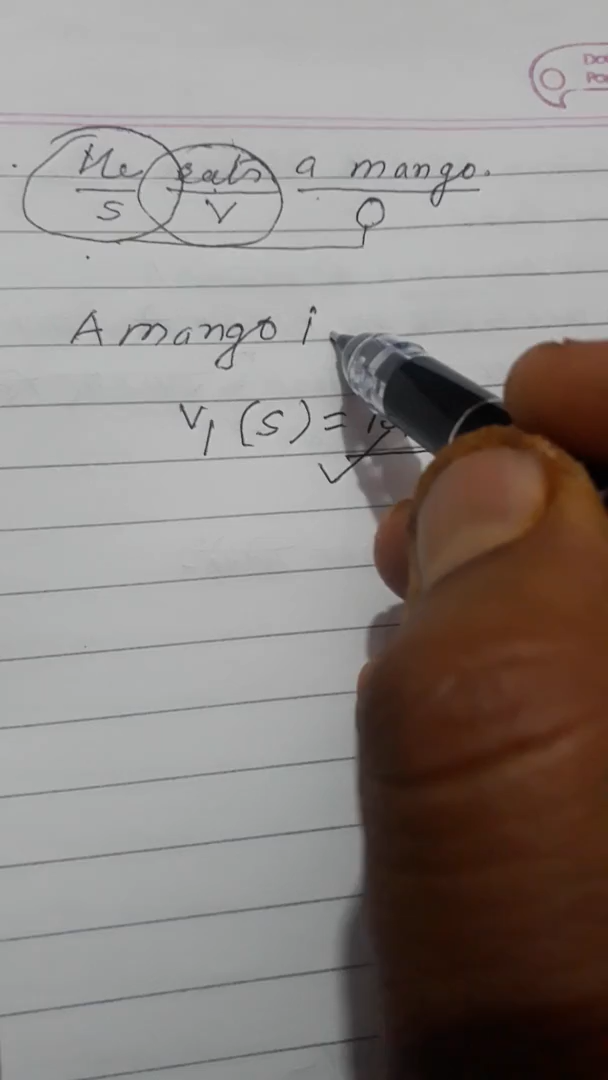 He eats a mango.
S V O
A mango i
V1 (S) =